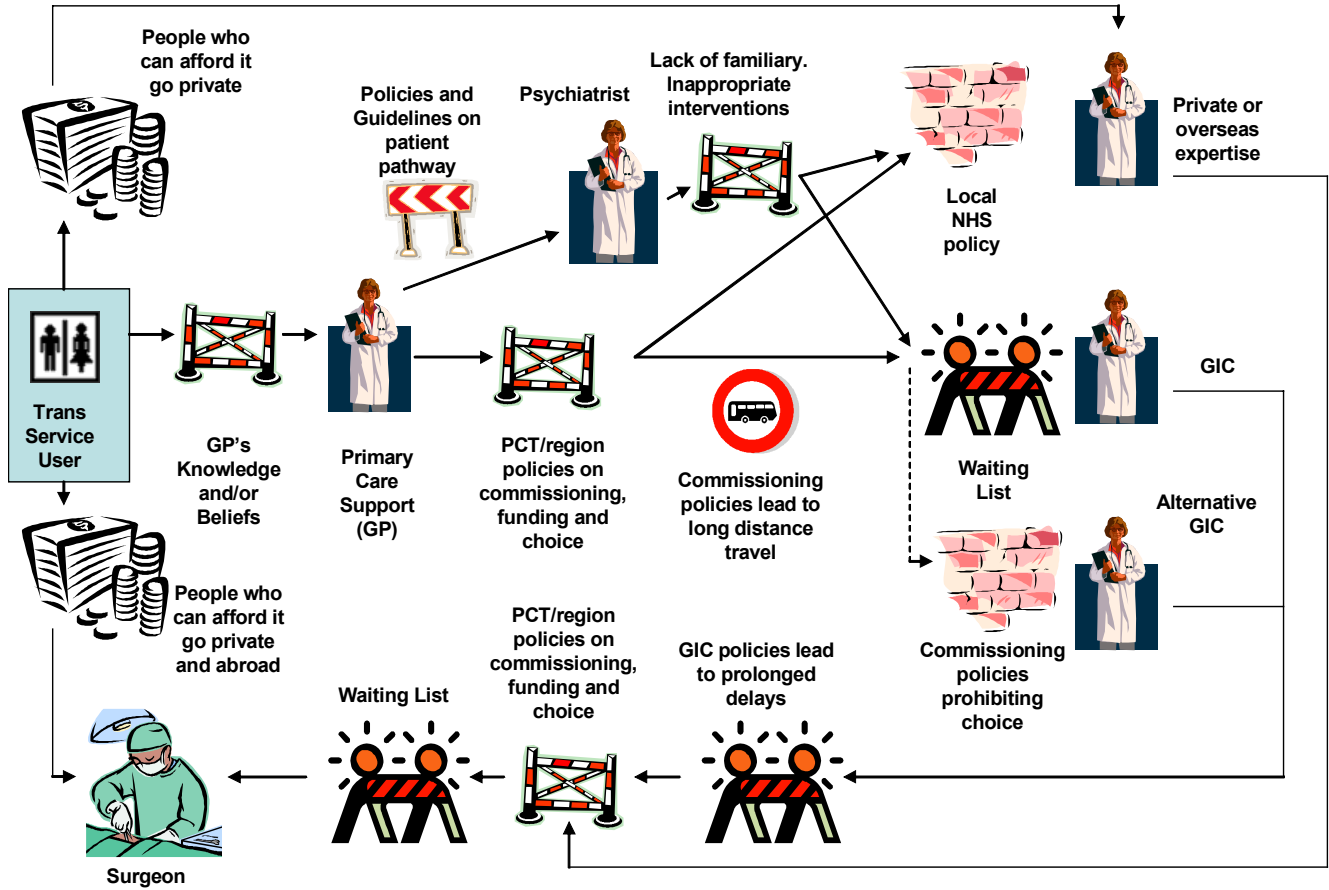 People who
can afford it
go private
Policies and
Guidelines on
patient
pathway
Psychiatrist
Lack of familiary.
Inappropriate
interventions
Local
NHS
policy
Private or
overseas
expertise
Trans
Service
User
GP's
Knowledge
and/or
Beliefs
Primary
Care
Support
(GP)
PCT/region
policies on
commissioning,
funding and
choice
Commissioning
policies lead to
long distance
travel
Waiting
List
GIC
Alternative
GIC
People who
can afford it
go private
and abroad
Surgeon
Waiting List
PCT/region
policies on
commissioning,
funding and
choice
GIC policies lead
to prolonged
delays
Commissioning
policies
prohibiting
choice